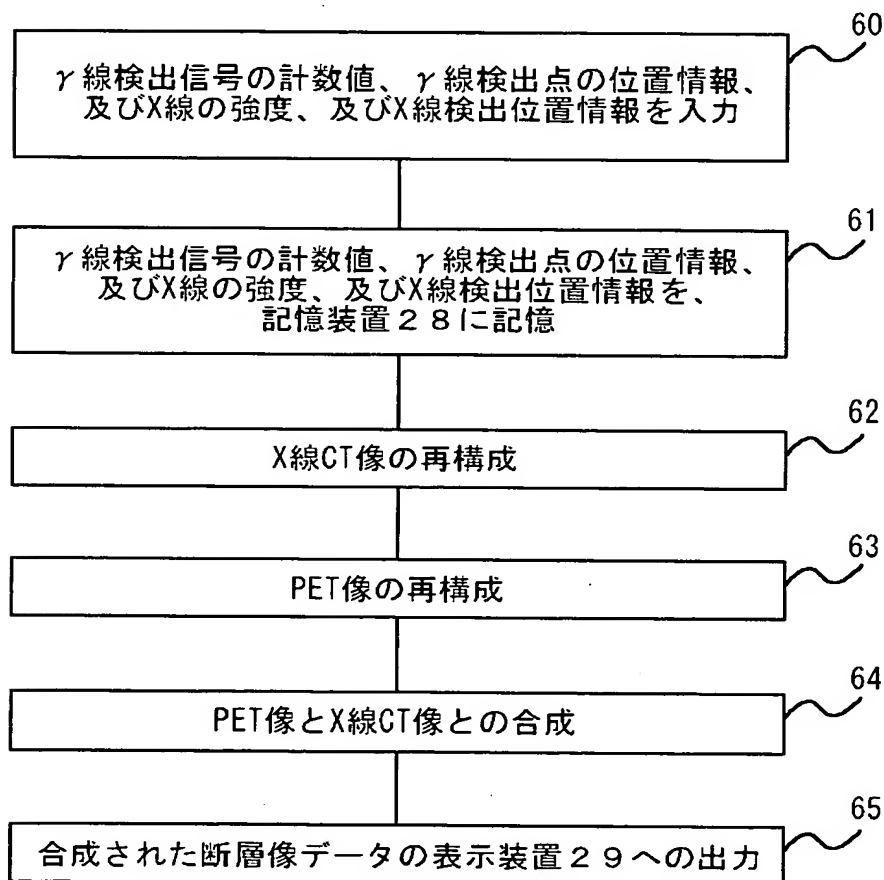 60
γ線検出信号の計数値、γ線検出点の位置情報、
及びX線の強度、及びX線検出位置情報を入力
61
γ線検出信号の計数値、γ線検出点の位置情報、
及びX線の強度、及びX線検出位置情報を、
記憶装置28に記憶
62
X線CT像の再構成
63
PET像の再構成
64
PET像とX線CT像との合成
65
合成された断層像データの表示装置29への出力